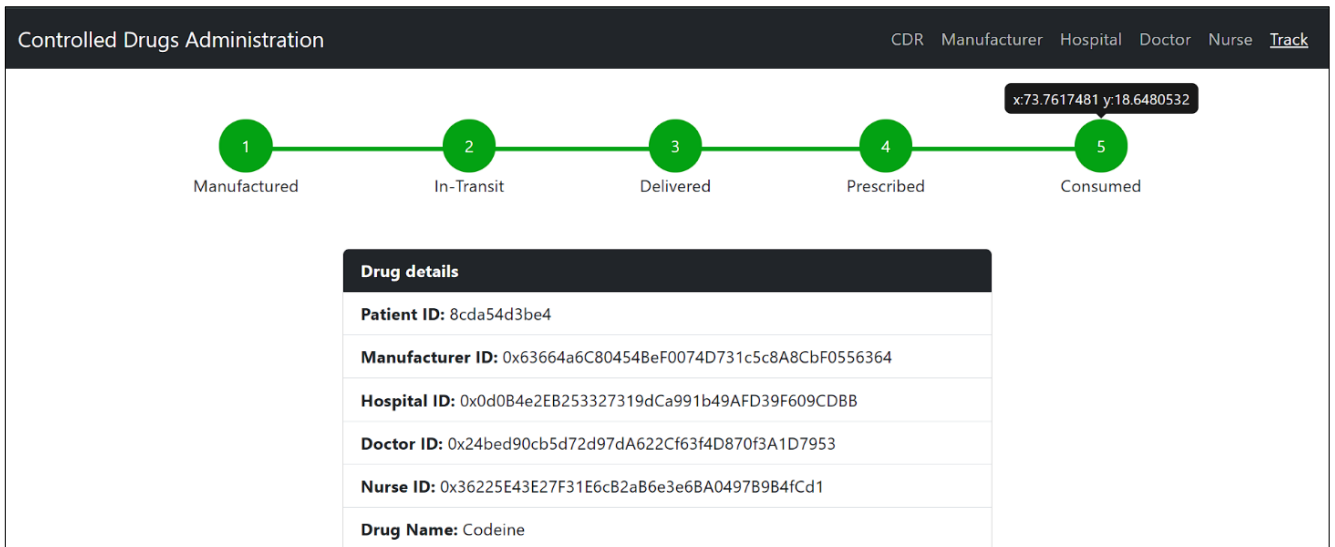 Controlled Drugs Administration CDR Manufacturer Hospital Doctor Nurse Track
x:73.7617481 y:18.6480532
1 2 3 4 5
Manufactured In-Transit Delivered Prescribed Consumed
Drug details
Patient ID: 8cda54d3be4
Manufacturer ID: 0x63664a6C80454BeF0074D731c5c8A8CbF0556364
Hospital ID: 0x0d0B4e2EB253327319dCa991b49AFD39F609CDBB
Doctor ID: 0x24bed90cb5d72d97dA622Cf63f4D870f3A1D7953
Nurse ID: 0x36225E43E27F31E6cB2aB6e3e6BA0497B9B4fCd1
Drug Name: Codeine